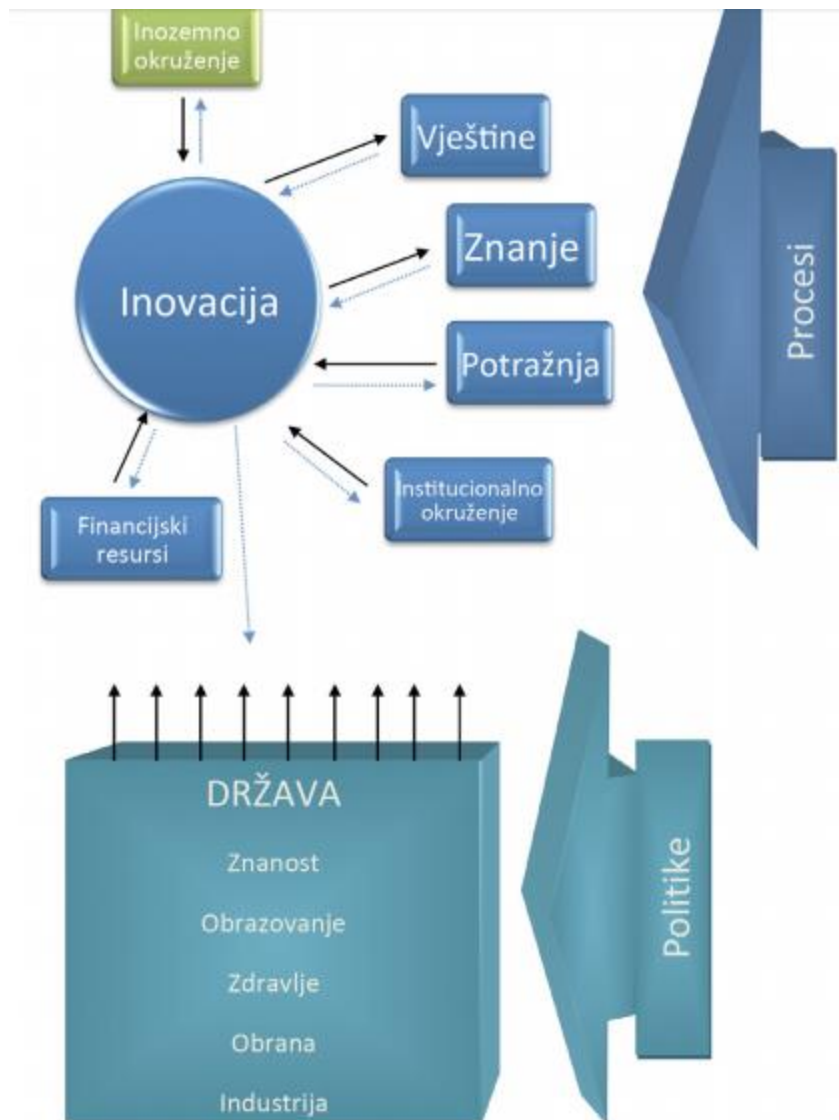 Inozemno
okruženje
Vještine
Znanje
Inovacija
Potražnja
Institucionalno
okruženje
Financijski
resursi
Procesi
DRŽAVA
Znanost
Obrazovanje
Zdravlje
Obrana
Industrija
Politike